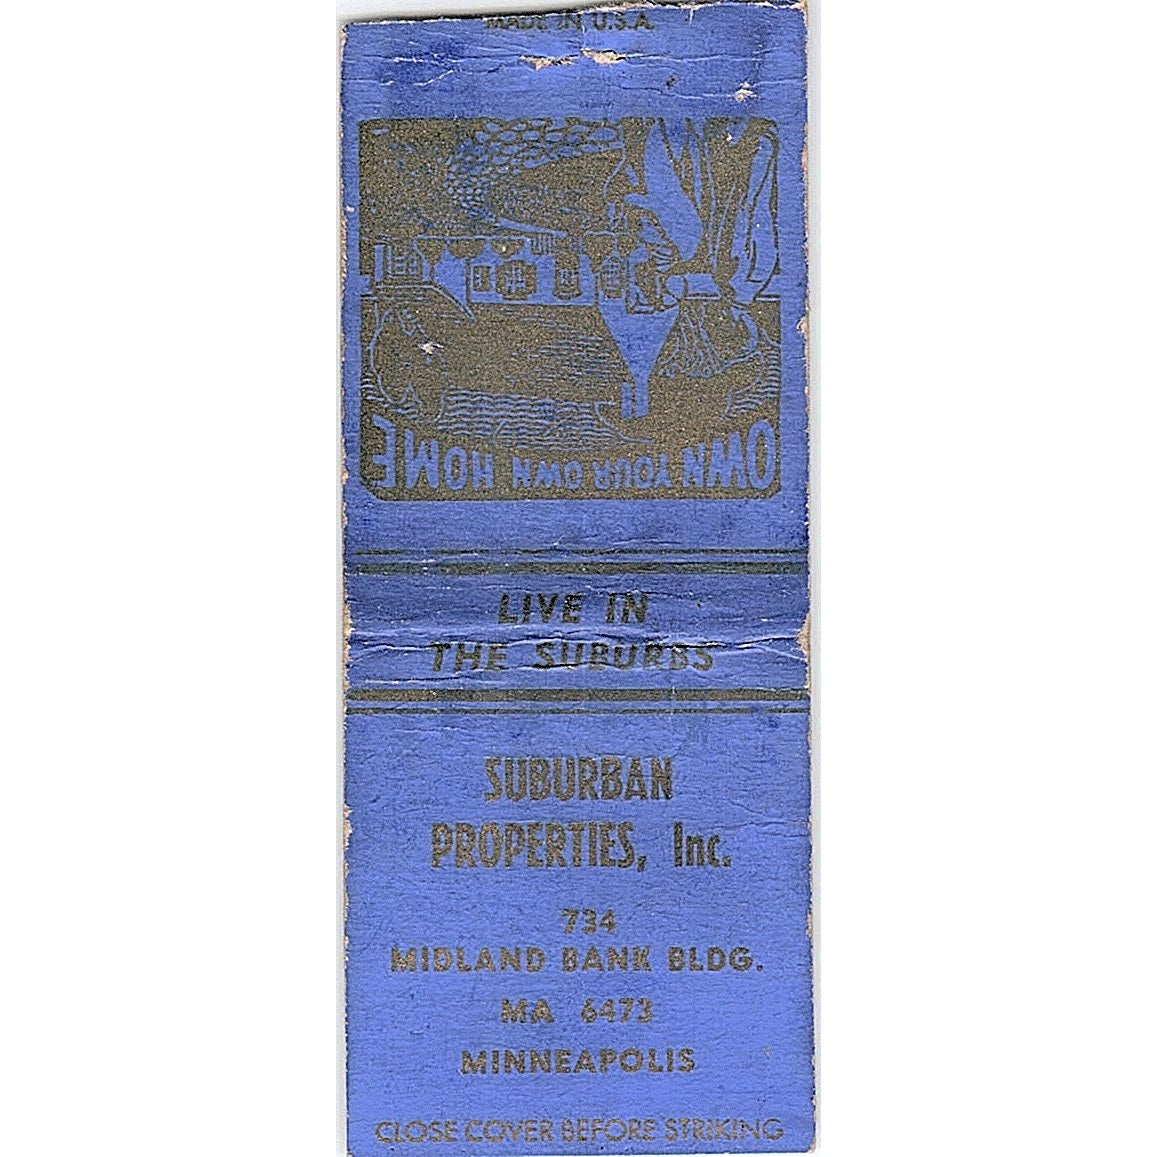 MADE IN U.S.A.
OWN YOUR OWN HOME
LIVE IN
THE SUBURBS
SUBURBAN
PROPERTIES, Inc.
734
MIDLAND BANK BLDG.
MA 6473
MINNEAPOLIS
CLOSE COVER BEFORE STRIKING